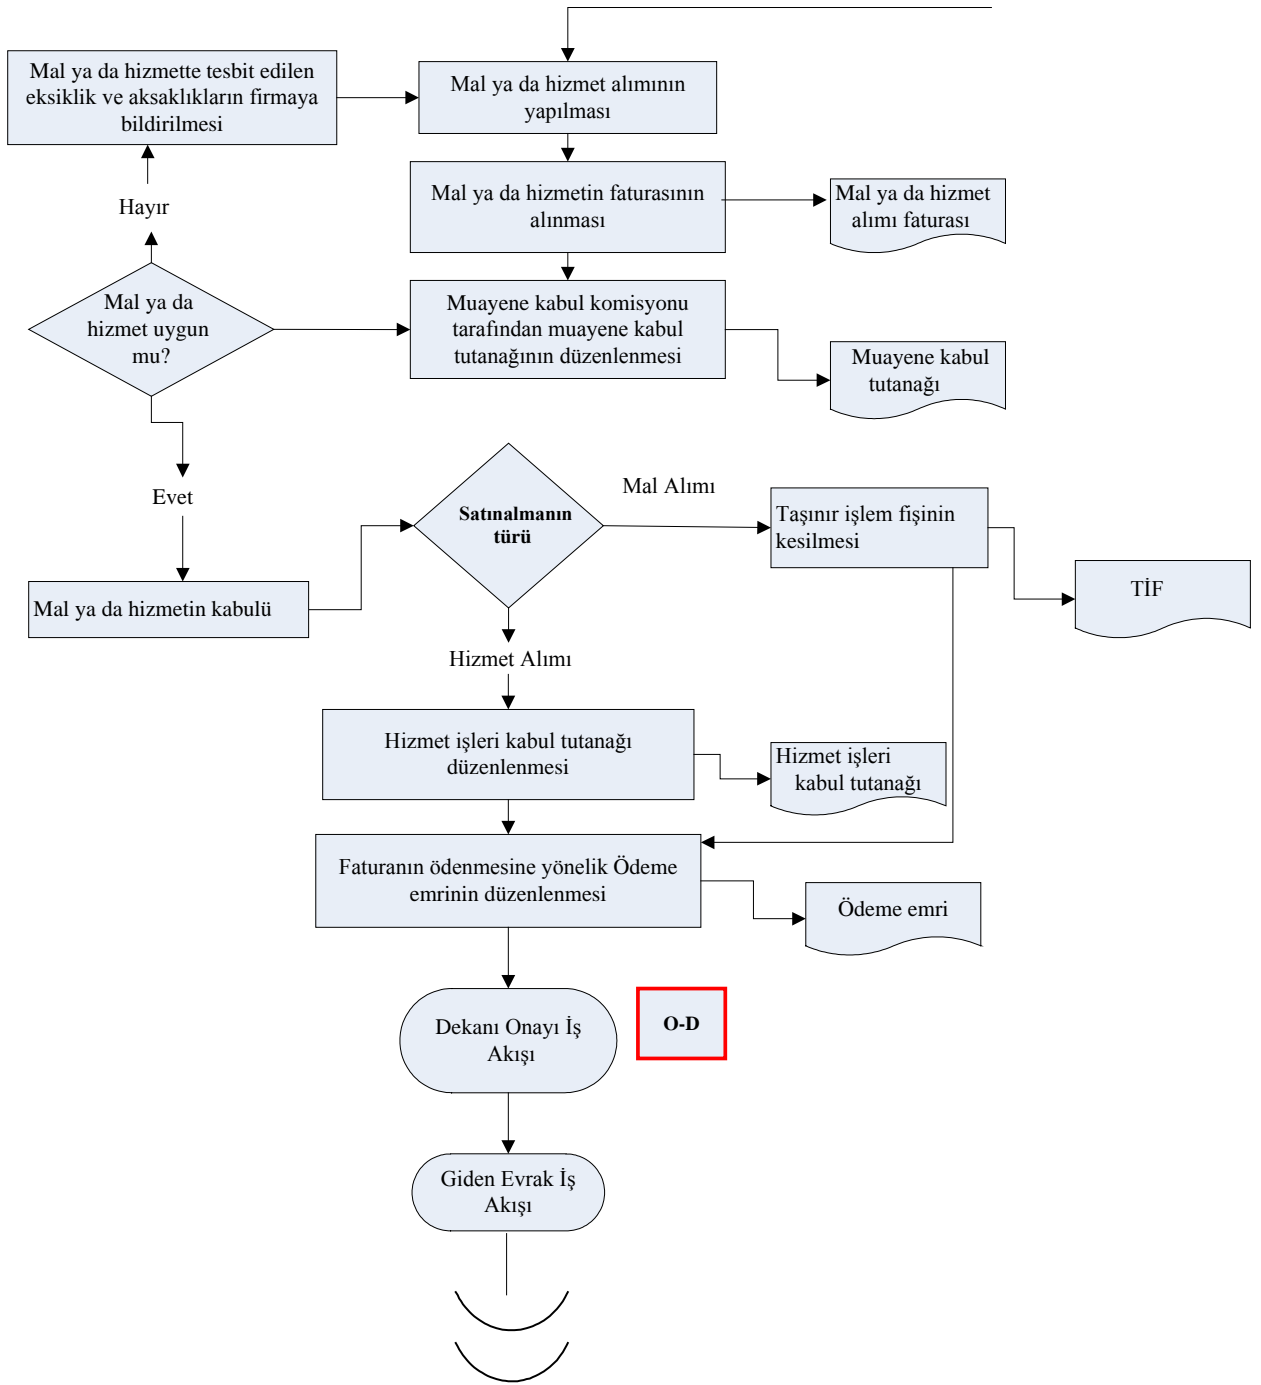 Mal ya da hizmette tesbit edilen
eksiklik ve aksaklıkların firmaya
bildirilmesi
Mal ya da hizmet alımının
yapılması
Hayır
Mal ya da hizmetin faturasının
alınması
Mal ya da hizmet
alımı faturası
Mal ya da
hizmet uygun
mu?
Muayene kabul komisyonu
tarafından muayene kabul
tutanağının düzenlenmesi
Muayene kabul
tutanağı
Evet
Mal ya da hizmetin kabulü
Satınalmanın
türü
Mal Alımı
Taşınır işlem fişinin
kesilmesi
TİF
Hizmet Alımı
Hizmet işleri kabul tutanağı
düzenlenmesi
Hizmet işleri
kabul tutanağı
Faturanın ödenmesine yönelik Ödeme
emrinin düzenlenmesi
Ödeme emri
Dekanı Onayı İş
Akışı
O-D
Giden Evrak İş
Akışı